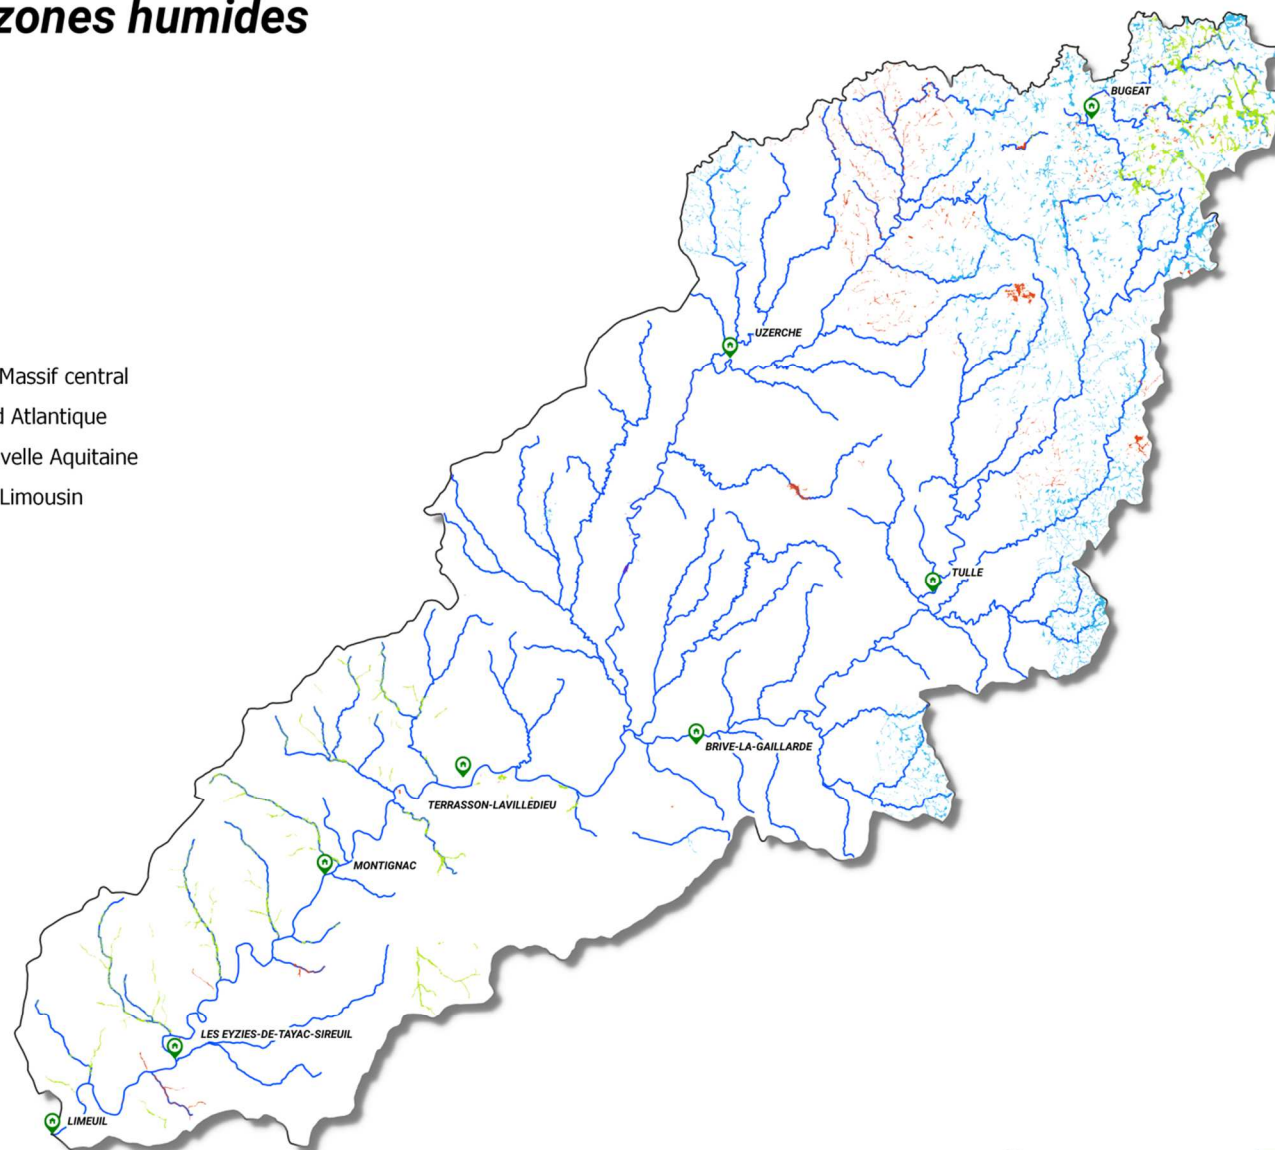 zones humides
BUGEAT
UZERCHE
Massif central
Atlantique
velle Aquitaine
Limousin
TULLE
BRIVE-LA-GAILLARDE
TERRASSON-LAVILLEDIEU
MONTIGNAC
LES EYZIES-DE-TAYAC-SIREUIL
LIMEUIL